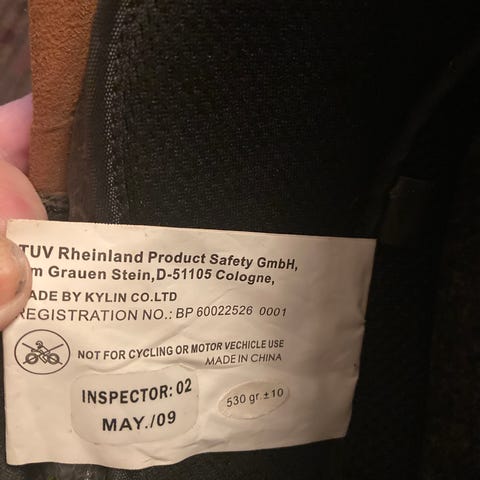 TUV Rheinland Product Safety GmbH,
m Grauen Stein,D-51105 Cologne,
ADE BY KYLIN CO.LTD
REGISTRATION NO.: BP 60022526 0001
NOT FOR CYCLING OR MOTOR VECHICLE USE
MADE IN CHINA
INSPECTOR: 02
MAY./09
530 gr.±10